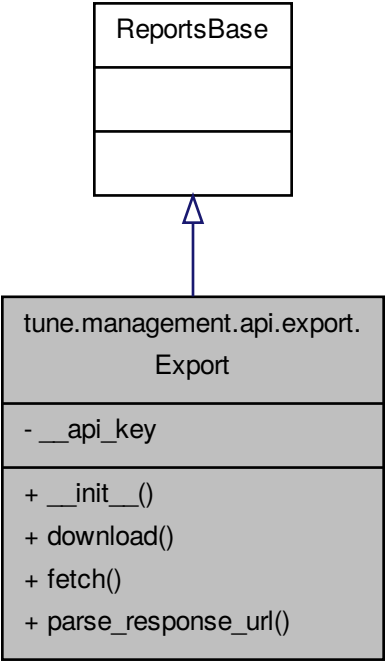 ReportsBase
tune.management.api.export.
Export
- __api_key
+ __init__()
+ download()
+ fetch()
+ parse_response_url()